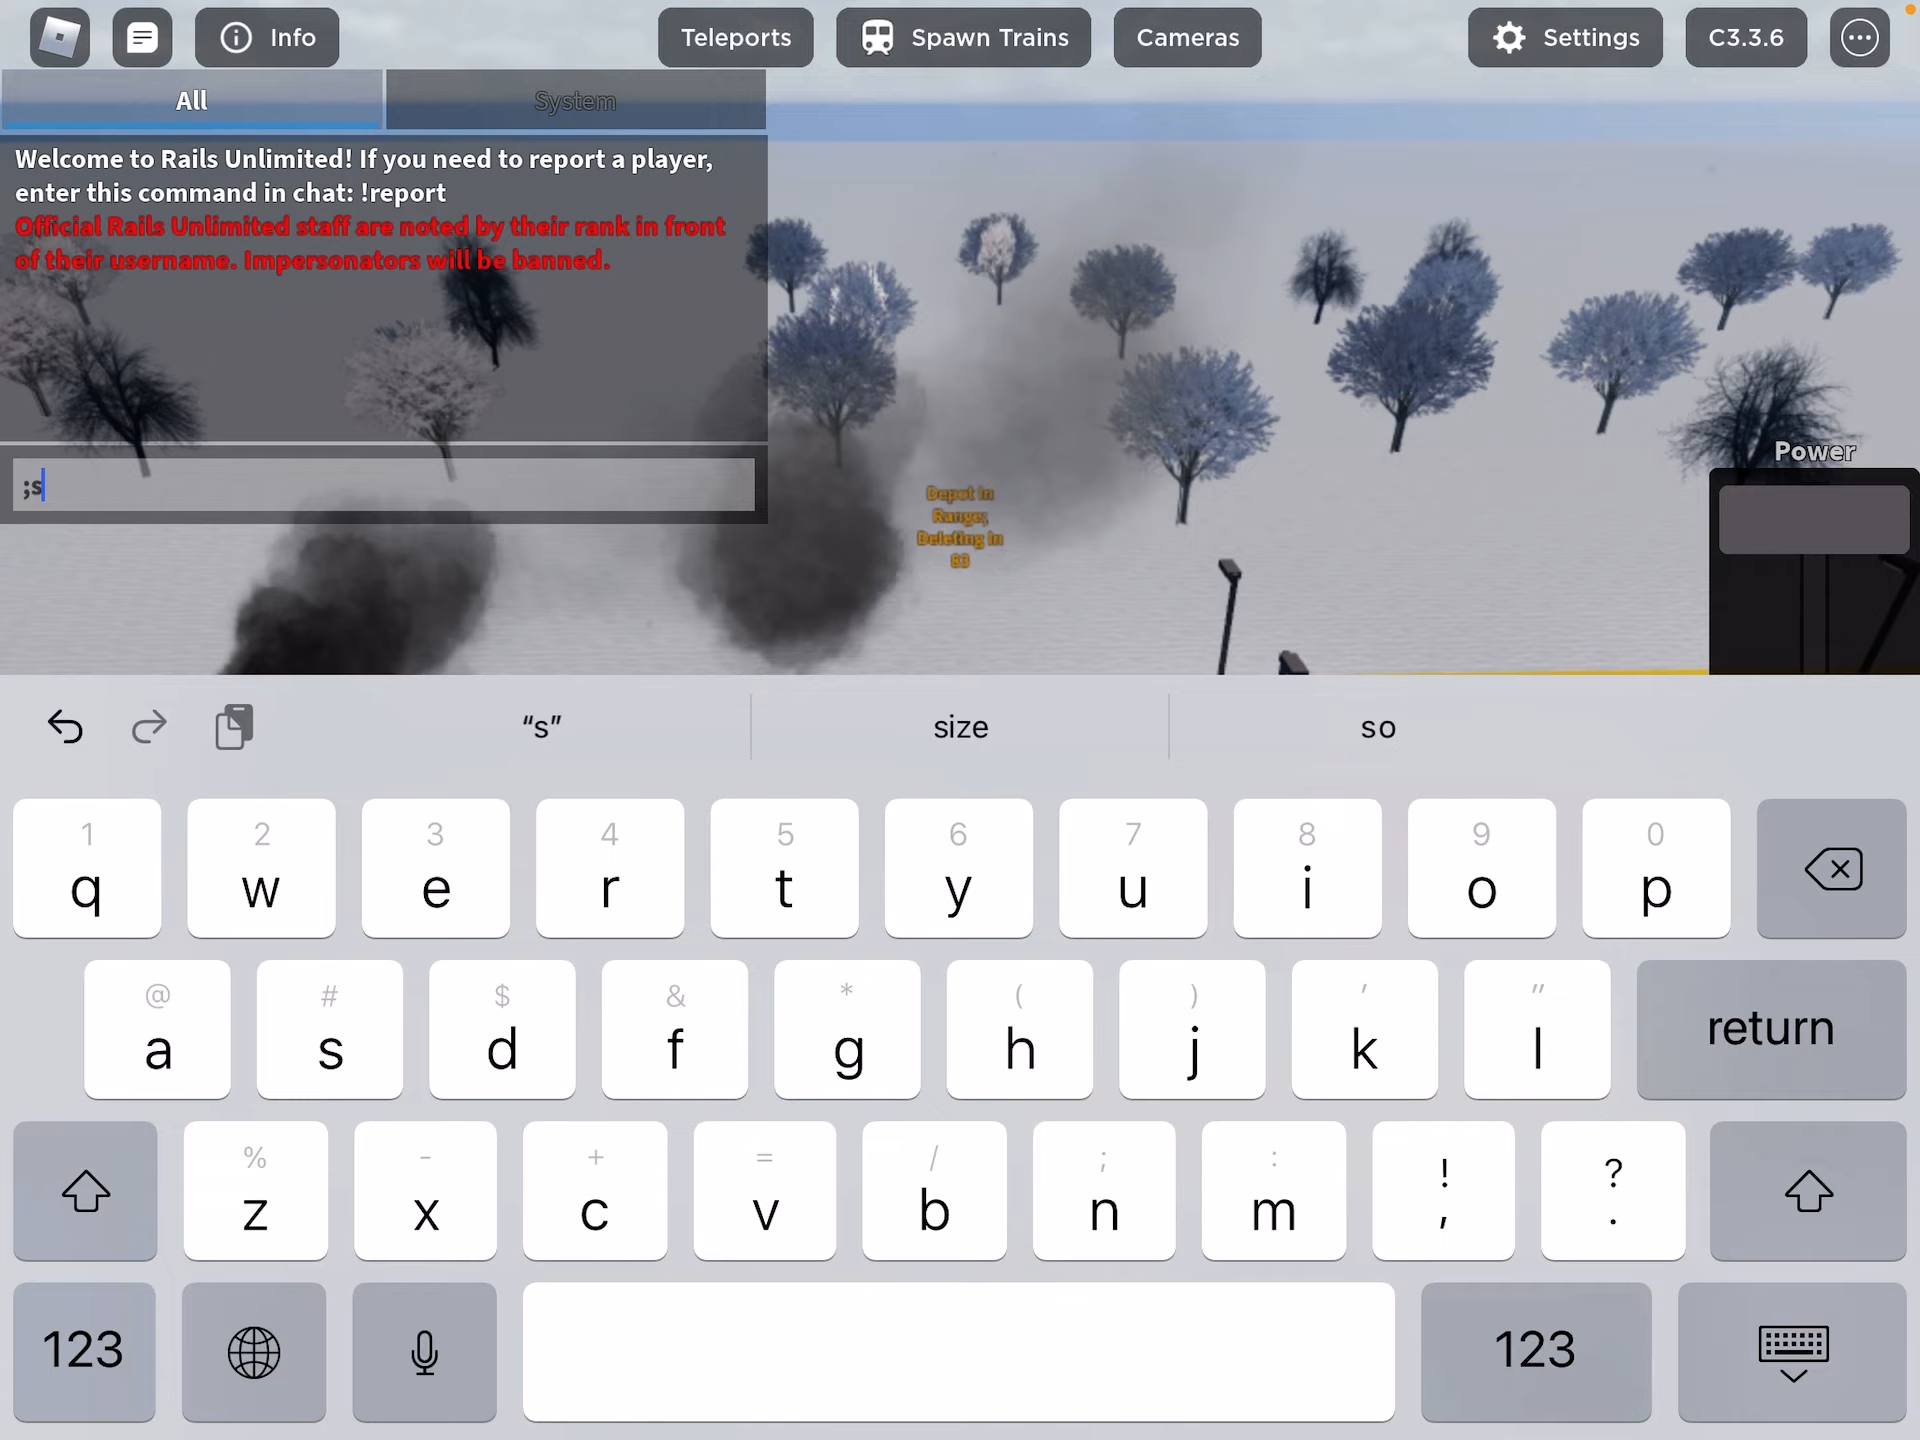 Info
Teleports
Spawn Trains
Cameras
Settings
C3.3.6
All
System
Welcome to Rails Unlimited! If you need to report a player,
enter this command in chat: !report
Official Rails Unlimited staff are noted by their rank in front
of their username. Impersonators will be banned.
;s
Depot in
Range;
Deleting in
83
Power
“s”
size
so
1 2 3 4 5 6 7 8 9 0
q w e r t y u i o p
@ # $ & * ( ) ' "
a s d f g h j k l
return
% - + = / ; : ! ?
z x c v b n m , .
123
123